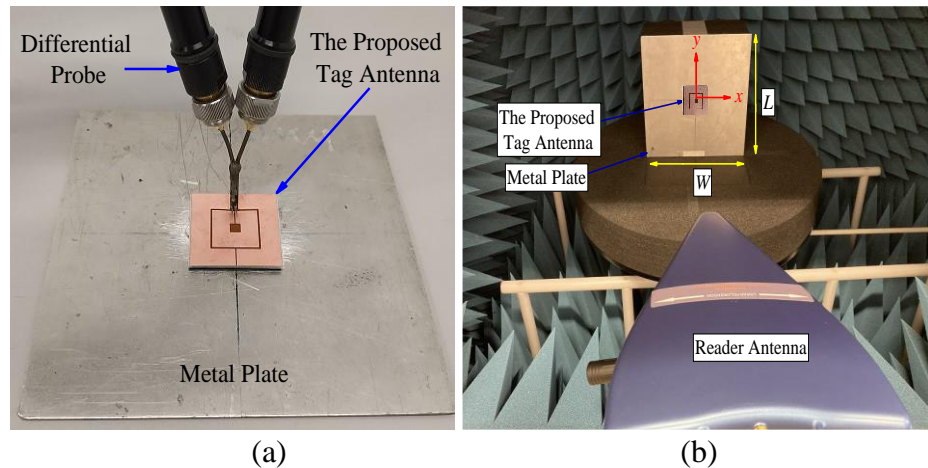 Differential
Probe
The Proposed
Tag Antenna
Metal Plate
(a)
y
x
L
The Proposed
Tag Antenna
Metal Plate
W
Reader Antenna
(b)